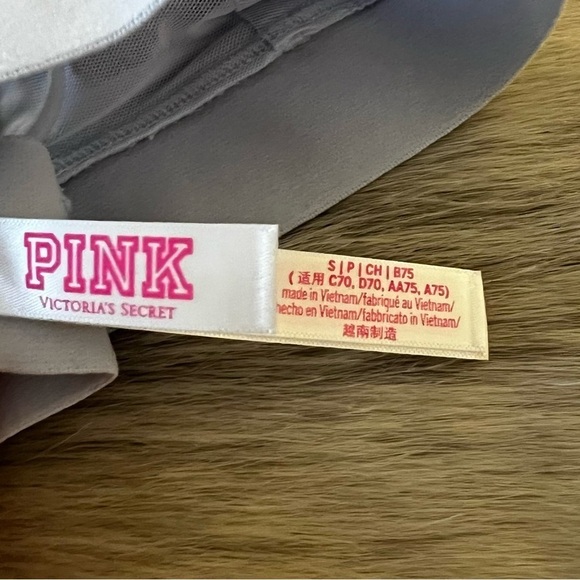 PINK
VICTORIA'S SECRET
S | P | CH | B75
( 适用 C70, D70, AA75, A75)
made in Vietnam/fabriqué au Vietnam/
hecho en Vietnam/fabbricato in Vietnam/
越南制造